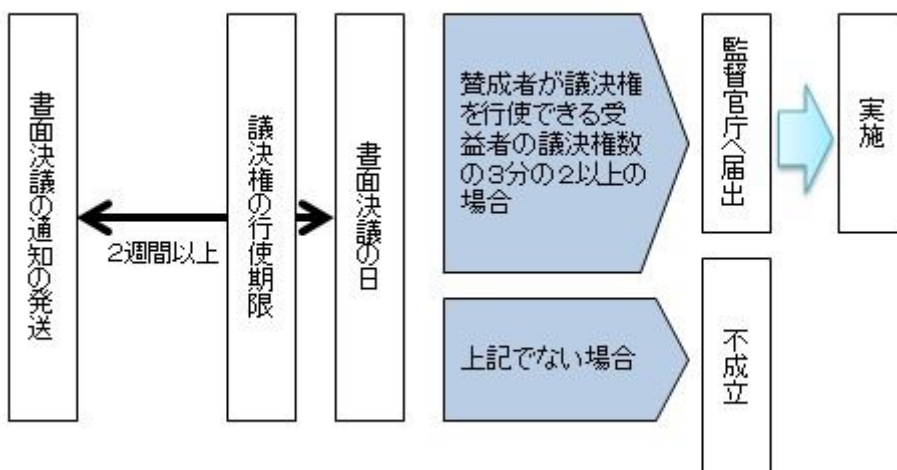 書面決議の通知の発送
2週間以上
議決権の行使期限
書面決議の日
賛成者が議決権
を行使できる受
益者の議決権数
の3分の2以上の
場合
監督官庁へ届出
実施
上記でない場合
不成立